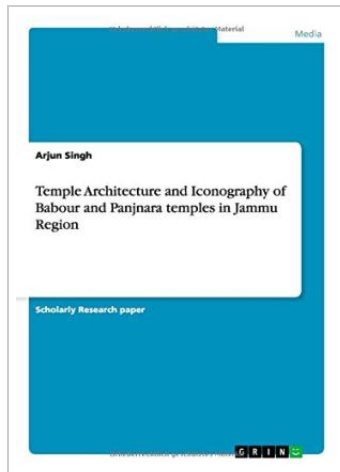 Material
Media
Arjun Singh
Temple Architecture and Iconography of
Babour and Panjnara temples in Jammu
Region
Scholarly Research paper
GRIN